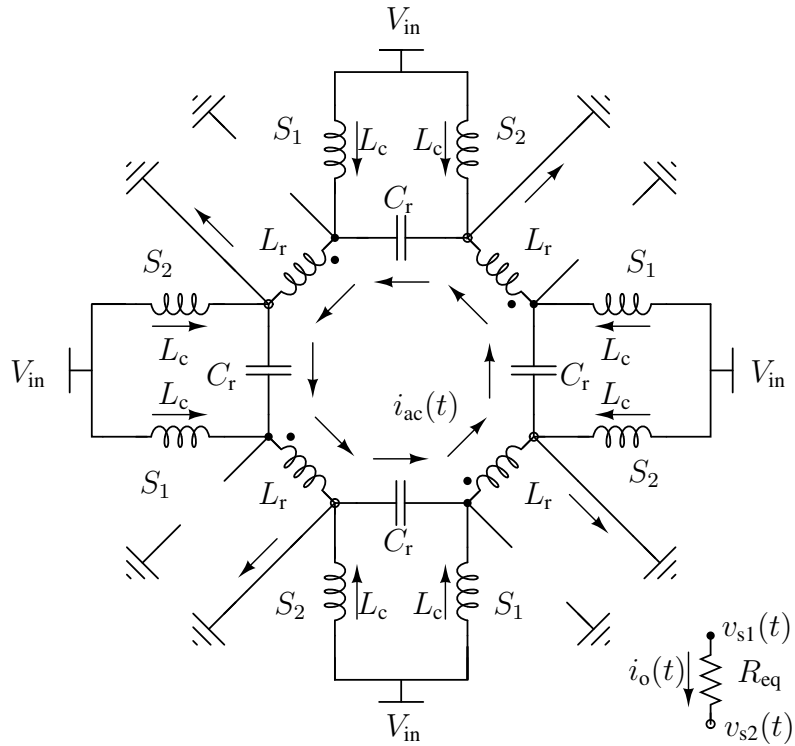 V_in
S_1 L_c L_c S_2
C_r
L_r L_r
S_2 S_1
L_c L_c
V_in C_r i_ac(t) C_r V_in
L_c L_c
S_1 L_r L_r S_2
C_r
S_2 L_c L_c S_1
v_s1(t)
i_o(t) R_eq
V_in v_s2(t)